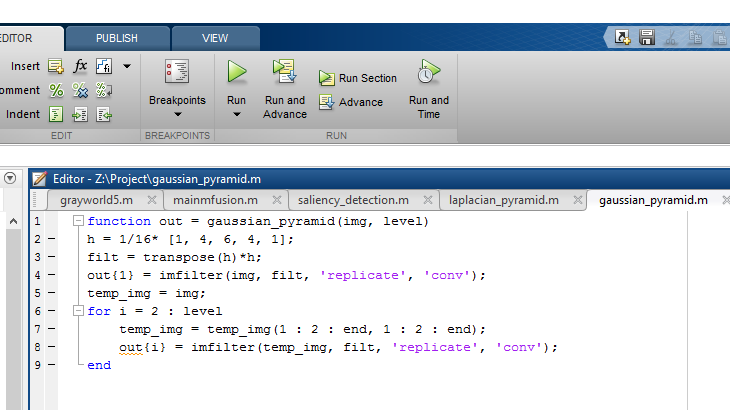 EDITOR PUBLISH VIEW
Insert fx fi
omment % % %
Indent
Breakpoints Run Run and Advance Run Section Advance Run and Time
EDIT BREAKPOINTS RUN
Editor - Z:\Project\gaussian_pyramid.m
grayworld5.m mainmfusion.m saliency_detection.m laplacian_pyramid.m gaussian_pyramid.m
1 function out = gaussian_pyramid(img, level)
2 – h = 1/16* [1, 4, 6, 4, 1];
3 – filt = transpose(h)*h;
4 – out{1} = imfilter(img, filt, 'replicate', 'conv');
5 – temp_img = img;
6 – for i = 2 : level
7 – temp_img = temp_img(1 : 2 : end, 1 : 2 : end);
8 – out{i} = imfilter(temp_img, filt, 'replicate', 'conv');
9 – end